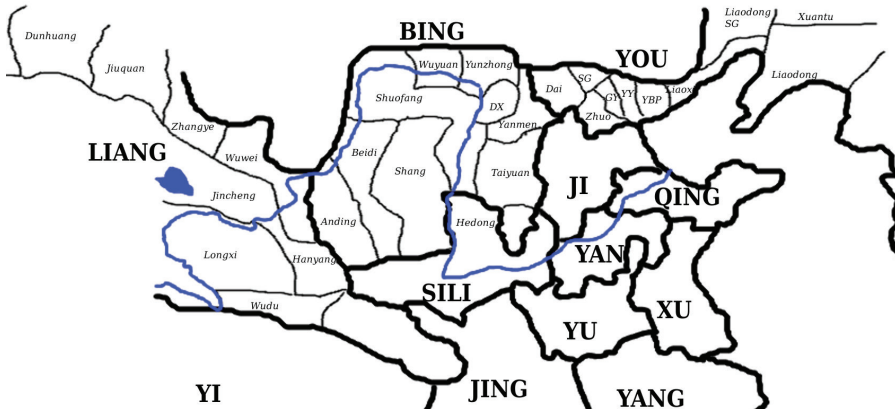 Liaodong
SG
Xuantu
Dunhuang
BING
Jiuquan
YOU
Wuyuan
Yunzhong
Liaodong
Dai
SG
Liaox
GY
YY
YBP
Shuofang
DX
Zhuo
Zhangye
Yanmen
LIANG
Wuwei
Beidi
Shang
Taiyuan
JI
Jincheng
QING
Anding
Hedong
Longxi
Hanyang
YAN
SILI
Wudu
XU
YU
YI
JING
YANG